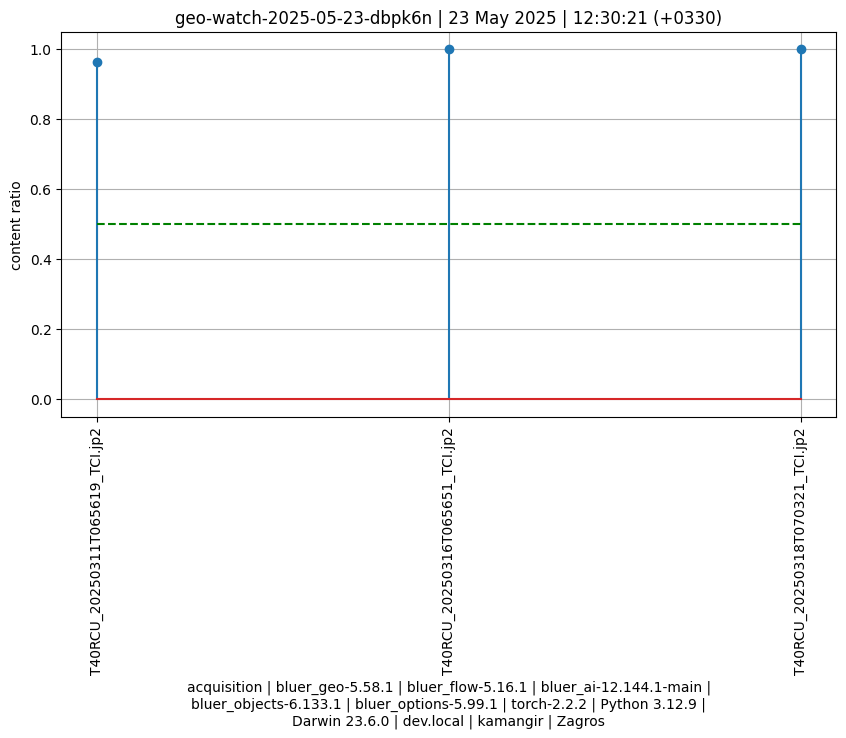 geo-watch-2025-05-23-dbpk6n | 23 May 2025 | 12:30:21 (+0330)
1.0
0.8
0.6
0.4
0.2
0.0
content ratio
T40RCU_20250311T065619_TCI.jp2
T40RCU_20250316T065651_TCI.jp2
T40RCU_20250318T070321_TCI.jp2
acquisition | bluer_geo-5.58.1 | bluer_flow-5.16.1 | bluer_ai-12.144.1-main |
bluer_objects-6.133.1 | bluer_options-5.99.1 | torch-2.2.2 | Python 3.12.9 |
Darwin 23.6.0 | dev.local | kamangir | Zagros